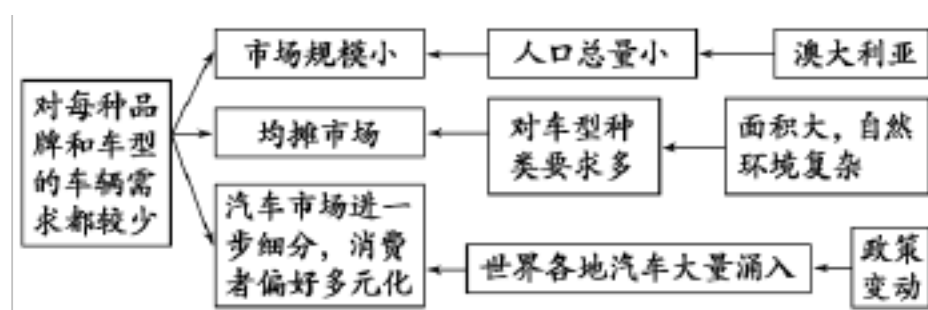 市场规模小
人口总量小
澳大利亚
对每种品
牌和车型
的车辆需
求都较少
均摊市场
对车型种
类要求多
面积大，自然
环境复杂
汽车市场进一
步细分，消费
者偏好多元化
世界各地汽车大量涌入
政策
变动